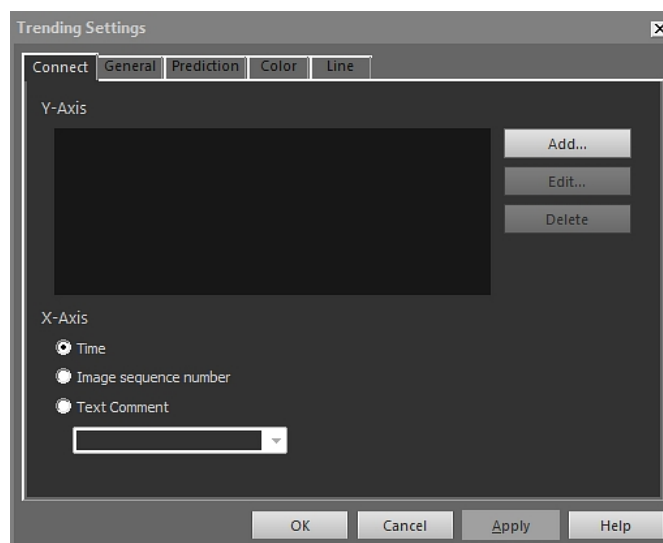 Trending Settings
Connect General Prediction Color Line
Y-Axis
Add...
Edit...
Delete
X-Axis
Time
Image sequence number
Text Comment
OK Cancel Apply Help